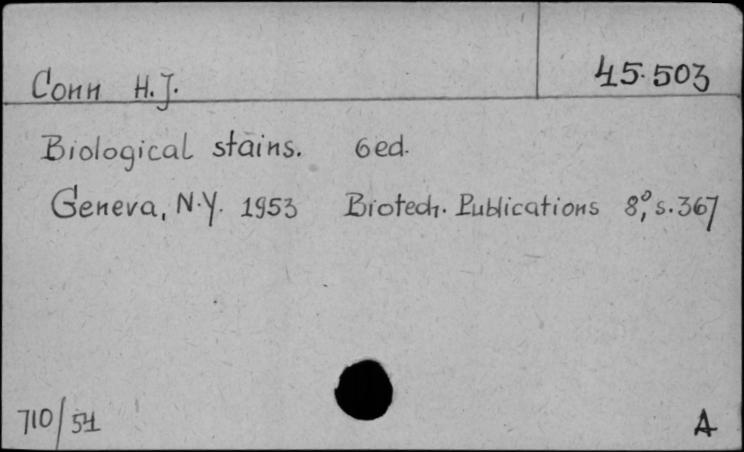 Conn H.J. 45.503
Biological stains. 6ed.
Geneva, N.Y. 1953 Biotech. Publications 8°, s.367
710/54 A